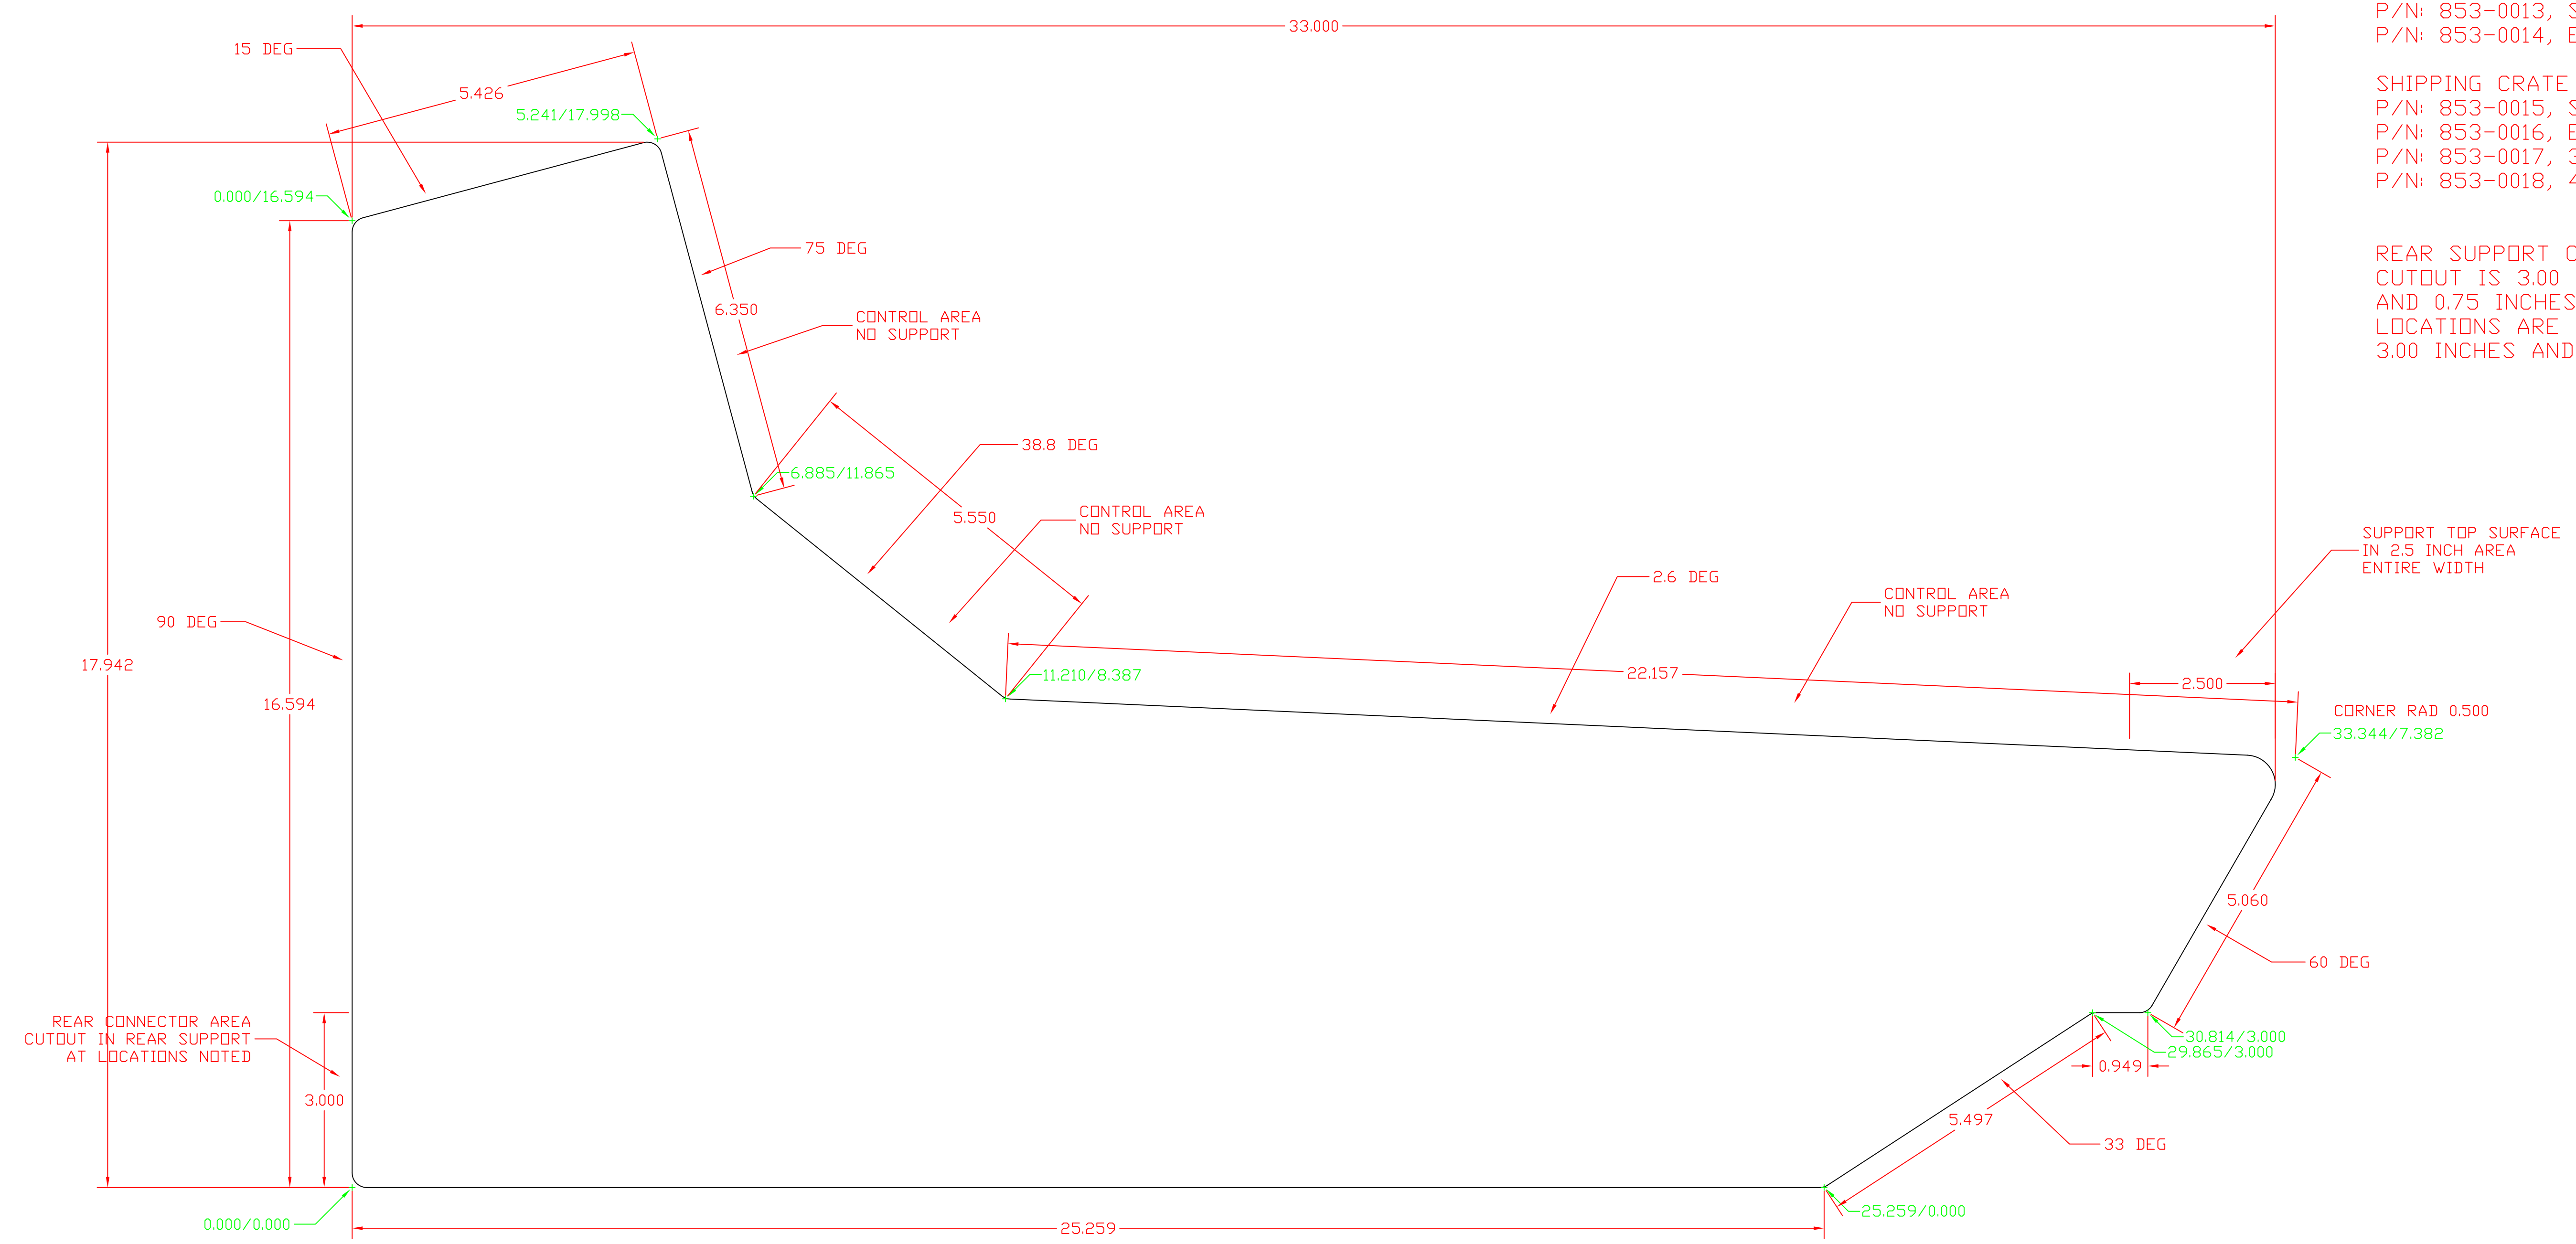 33.000
15 DEG
5.426
5.241/17.998
0.000/16.594
75 DEG
6.350
CONTROL AREA
NO SUPPORT
38.8 DEG
6.885/11.865
5.550
CONTROL AREA
NO SUPPORT
2.6 DEG
CONTROL AREA
NO SUPPORT
SUPPORT TOP SURFACE
IN 2.5 INCH AREA
ENTIRE WIDTH
90 DEG
17.942
16.594
11.210/8.387
22.157
2.500
CORNER RAD 0.500
33.344/7.382
5.060
60 DEG
REAR CONNECTOR AREA
CUTOUT IN REAR SUPPORT
AT LOCATIONS NOTED
3.000
30.814/3.000
29.865/3.000
0.949
5.497
33 DEG
0.000/0.000
25.259/0.000
25.259
P/N: 853-0013, S
P/N: 853-0014, E
SHIPPING CRATE
P/N: 853-0015, S
P/N: 853-0016, E
P/N: 853-0017, 3
P/N: 853-0018, 4
REAR SUPPORT
CUTOUT IS 3.00
AND 0.75 INCHES
LOCATIONS ARE
3.00 INCHES AND